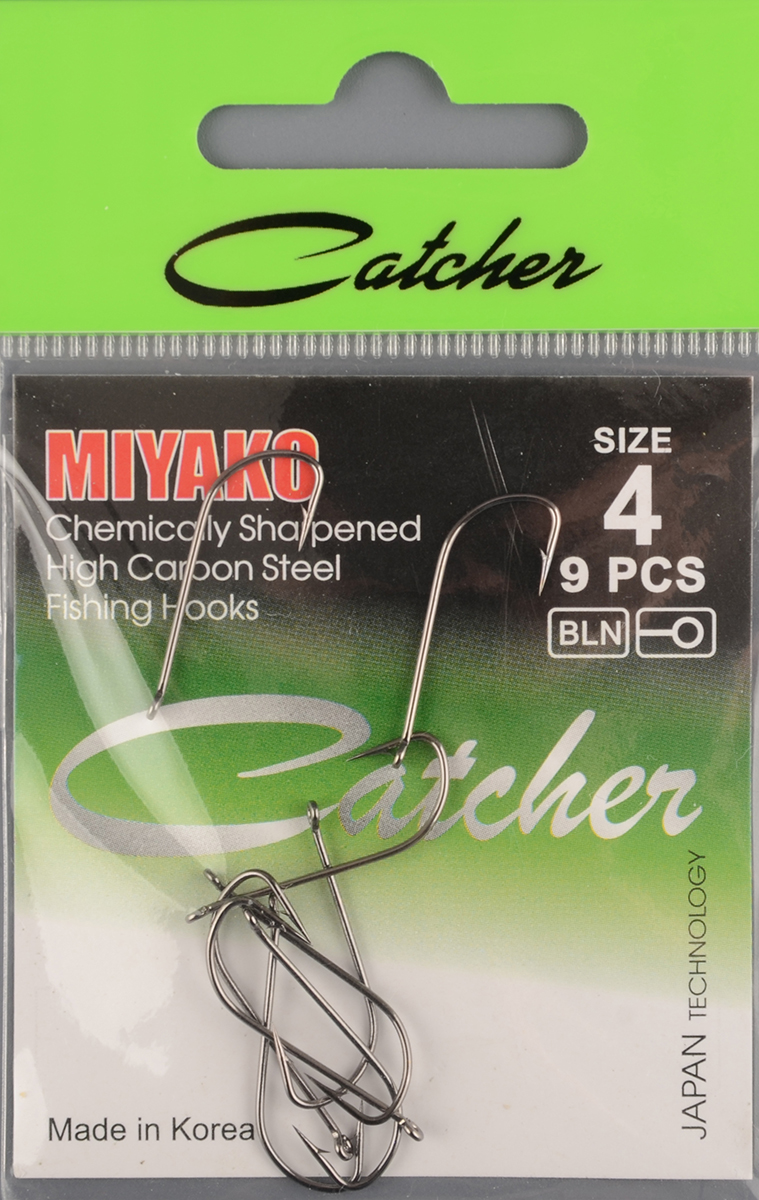 Catcher
MIYAKO
Chemically Sharpened
High Carbon Steel
Fishing Hooks
SIZE
4
9 PCS
BLN
Catcher
JAPAN TECHNOLOGY
Made in Korea